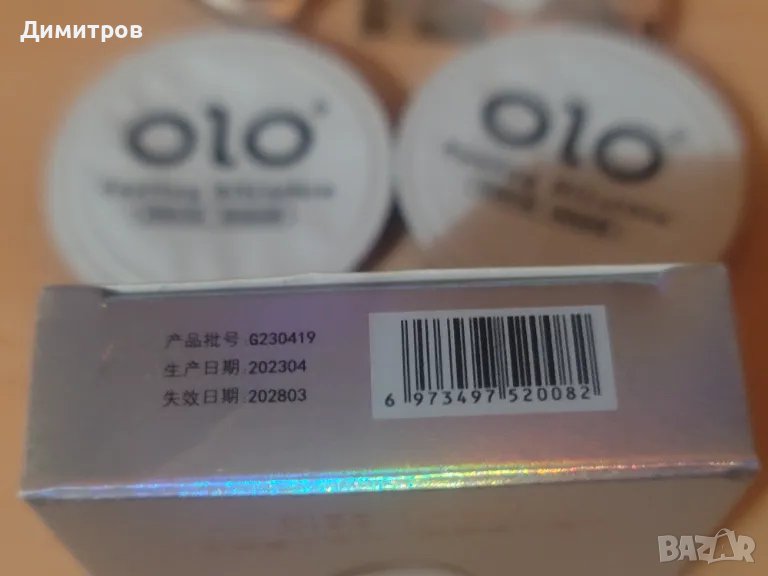 Димитров
OLO
OLO
产品批号 G230419
生产日期 202304
失效日期 202803
6 973497 520082
BAZAR